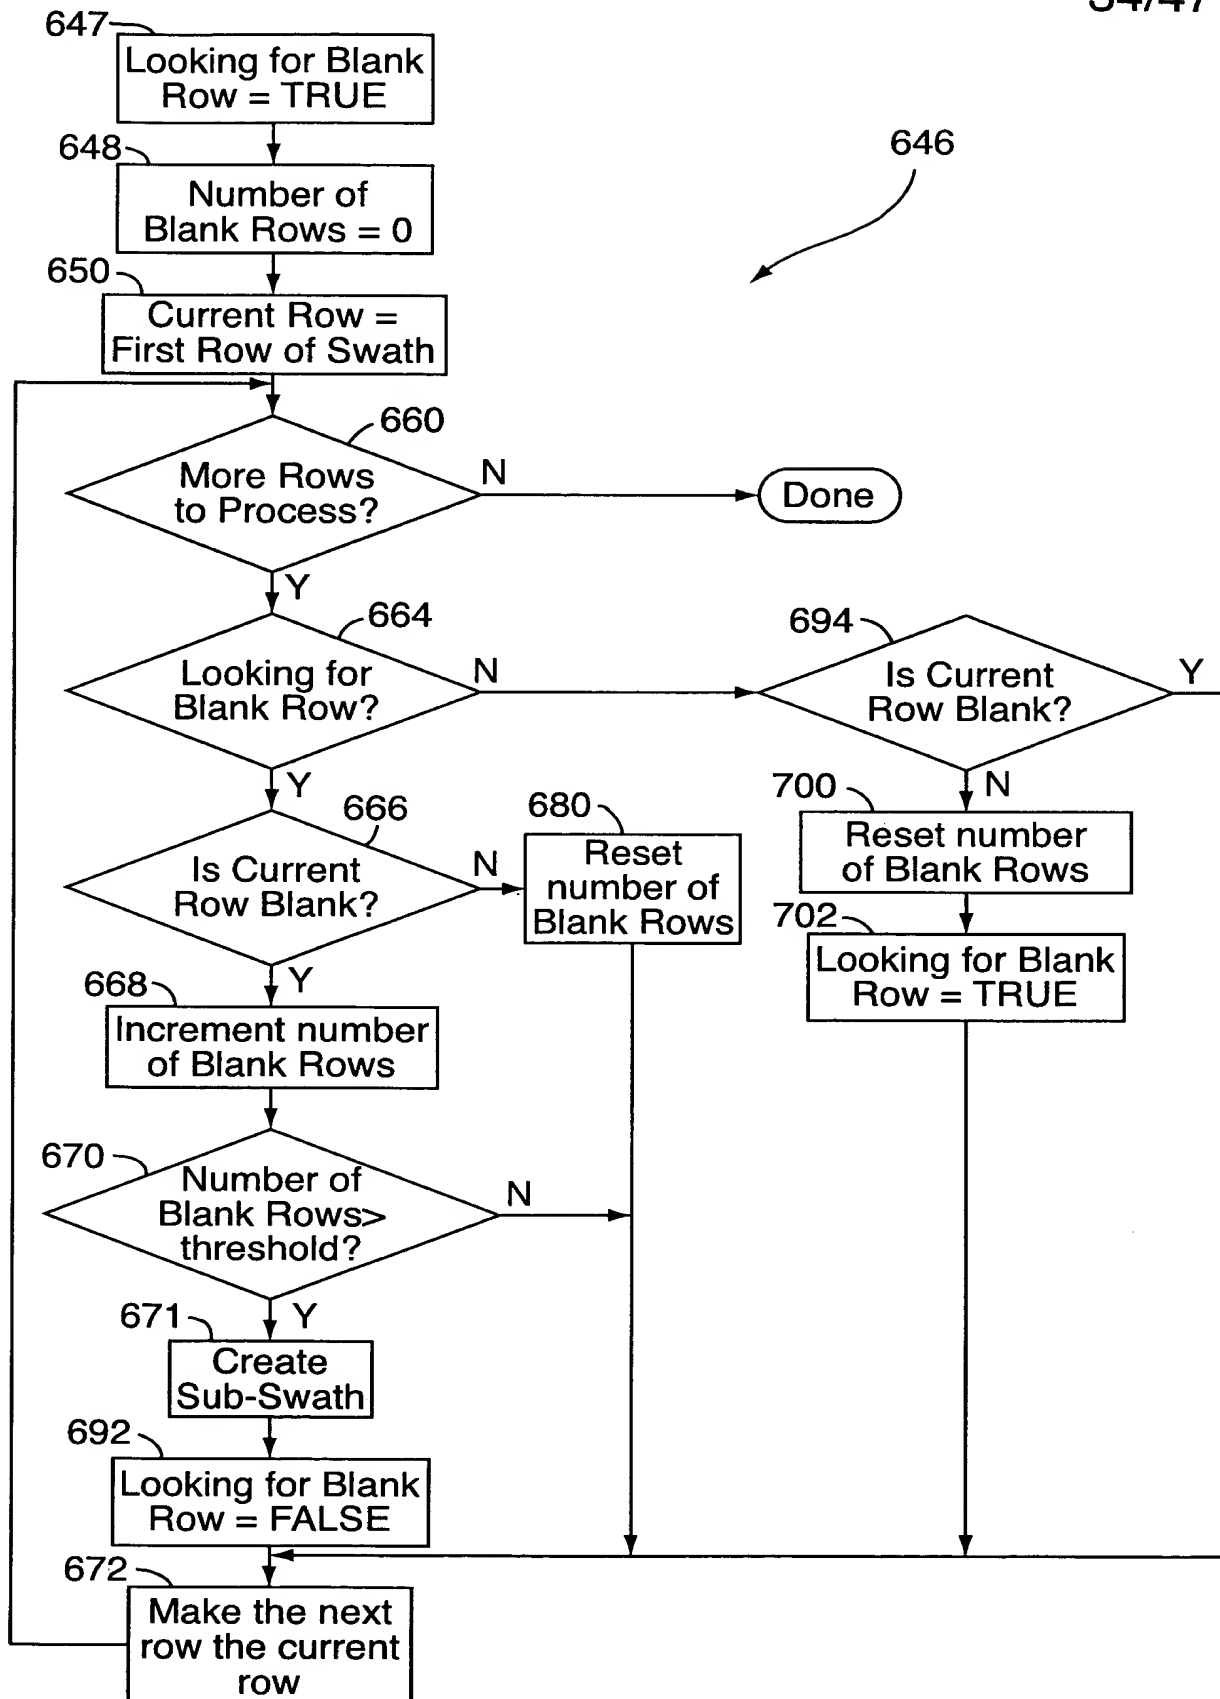 34/47
647
Looking for Blank
Row = TRUE
648
Number of
Blank Rows = 0
646
650
Current Row =
First Row of Swath
660
More Rows
to Process?
N
Done
Y
664
Looking for
Blank Row?
N
694
Is Current
Row Blank?
Y
Y
666
Is Current
Row Blank?
N
680
Reset
number of
Blank Rows
N
700
Reset number
of Blank Rows
702
Looking for Blank
Row = TRUE
Y
668
Increment number
of Blank Rows
670
Number of
Blank Rows>
threshold?
N
Y
671
Create
Sub-Swath
692
Looking for Blank
Row = FALSE
672
Make the next
row the current
row